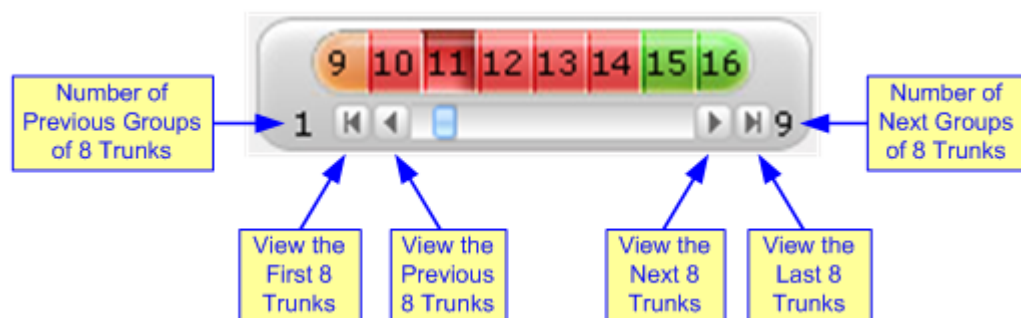 9 10 11 12 13 14 15 16
Number of
Previous Groups
of 8 Trunks
1
9
Number of
Next Groups
of 8 Trunks
View the
First 8
Trunks
View the
Previous
8 Trunks
View the
Next 8
Trunks
View the
Last 8
Trunks